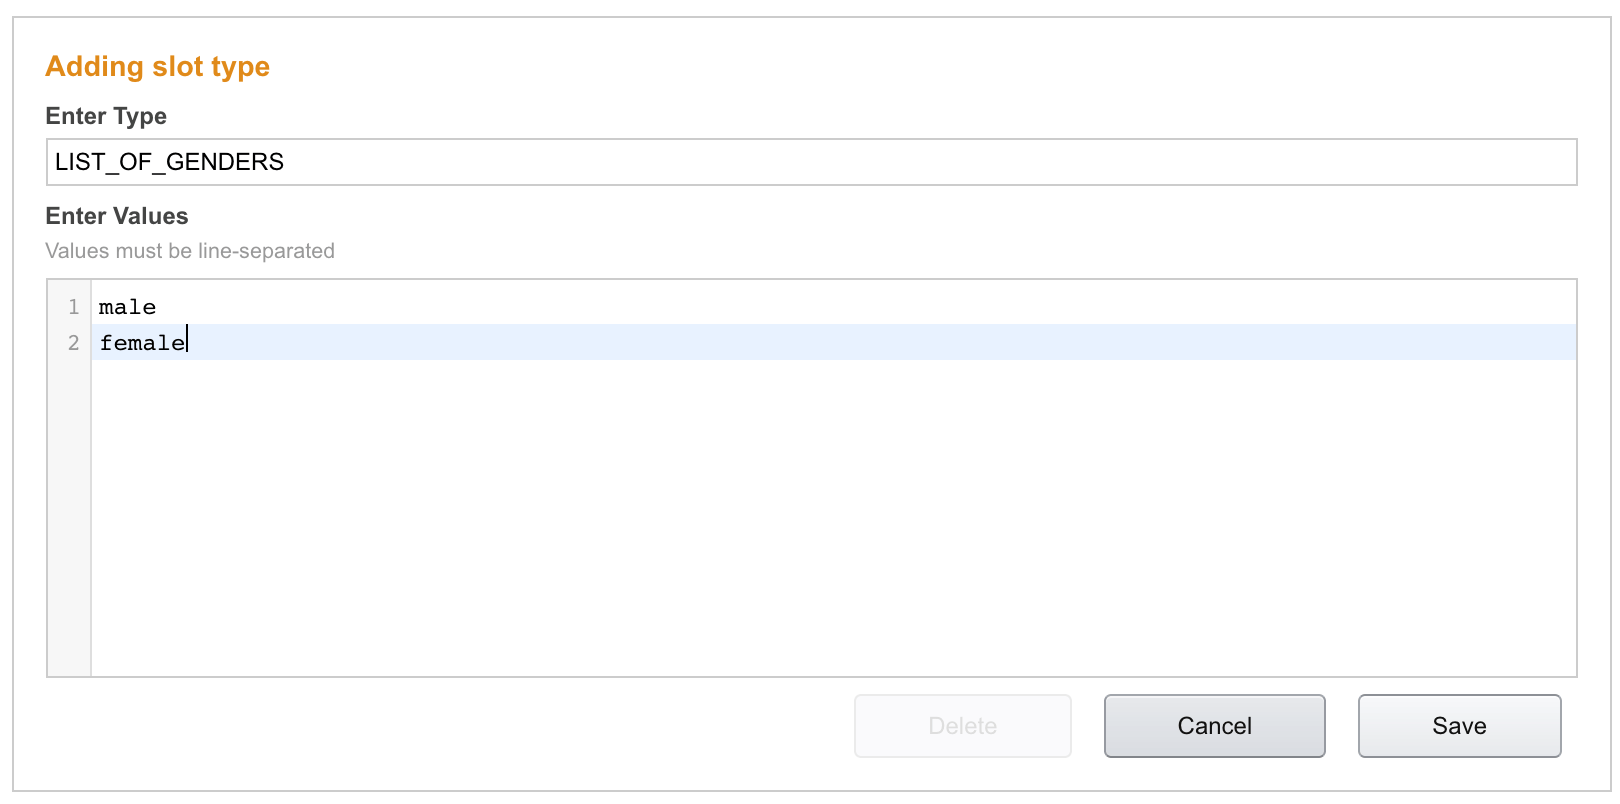 Adding slot type
Enter Type
LIST_OF_GENDERS
Enter Values
Values must be line-separated
1 male
2 female
Delete Cancel Save